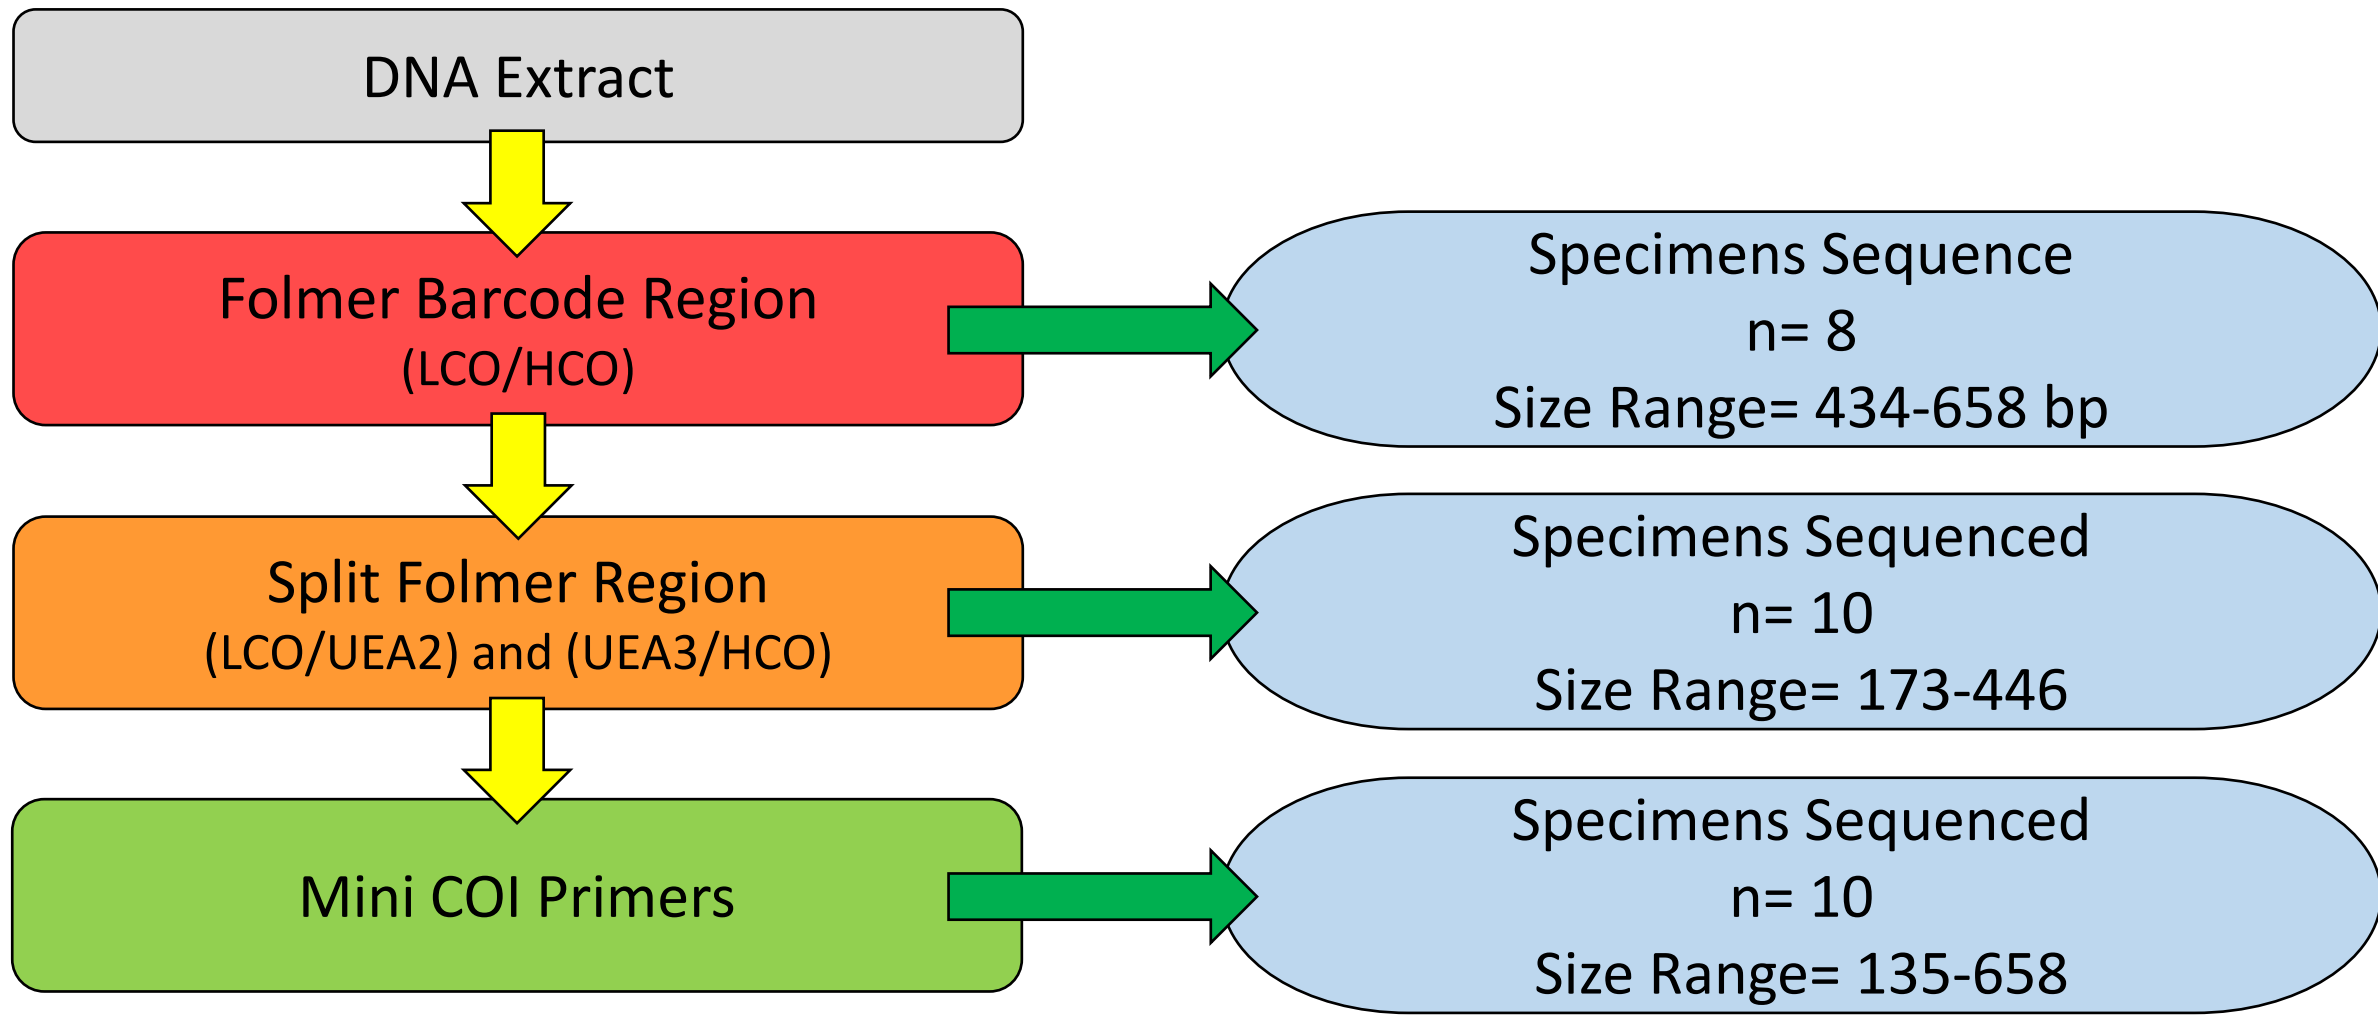 DNA Extract
Folmer Barcode Region
(LCO/HCO)
Specimens Sequence
n= 8
Size Range= 434-658 bp
Split Folmer Region
(LCO/UEA2) and (UEA3/HCO)
Specimens Sequenced
n= 10
Size Range= 173-446
Mini COI Primers
Specimens Sequenced
n= 10
Size Range= 135-658